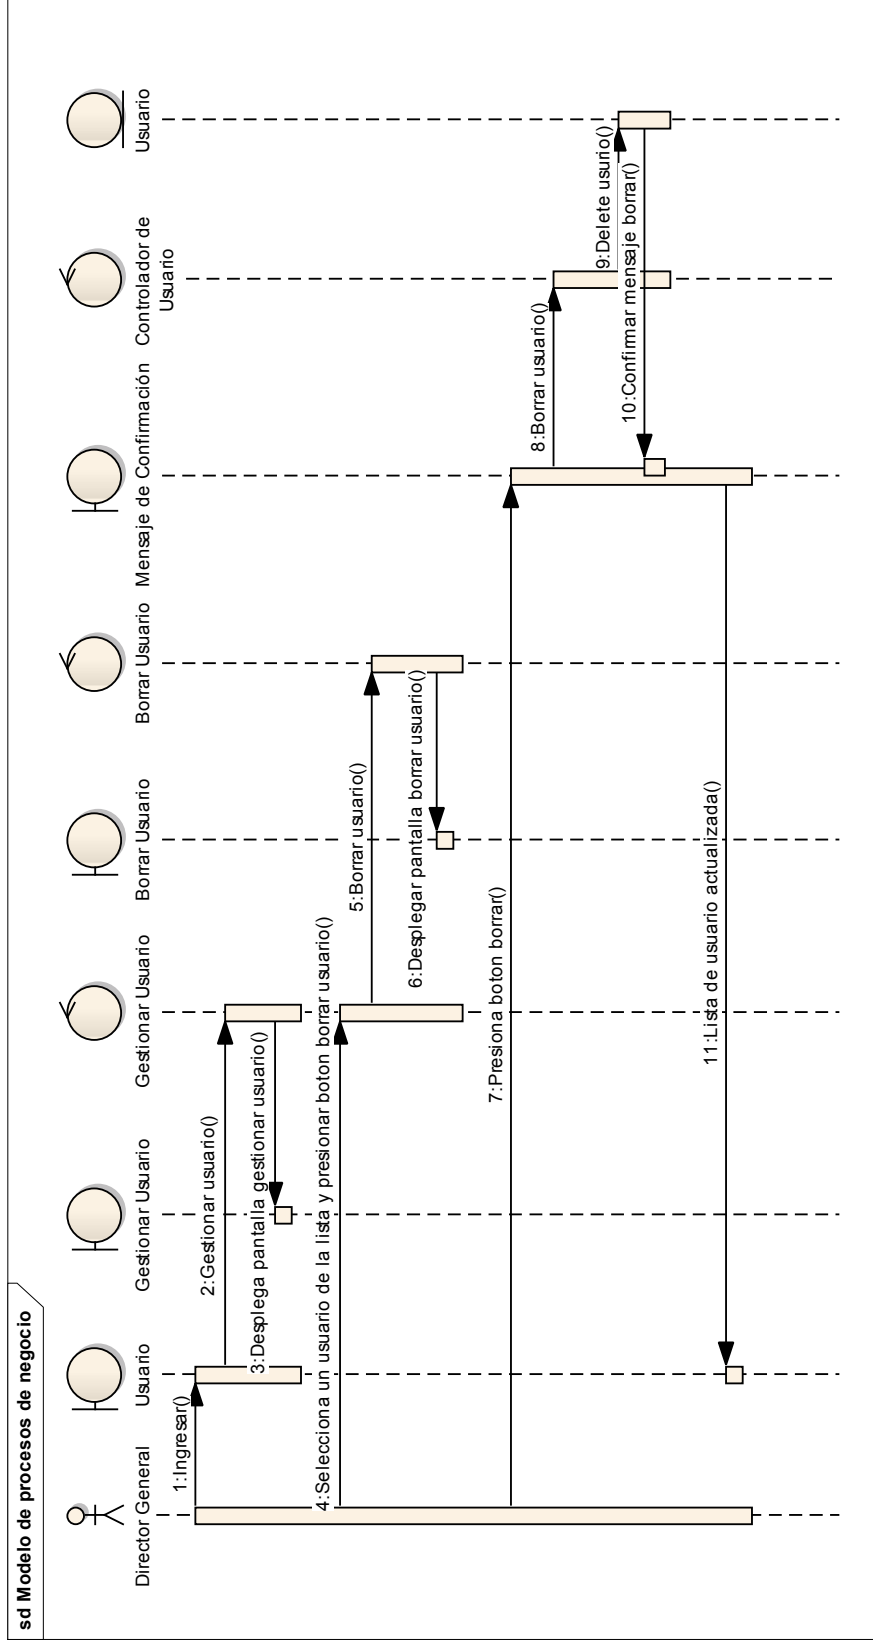 sd Modelo de procesos de negocio
Director General
Usuario
Gestionar Usuario
Gestionar Usuario
Borrar Usuario
Borrar Usuario
Mensaje de Confirmación
Controlador de
Usuario
Usuario
1:Ingresar()
2:Gestionar usuario()
3:Desplega pantalla gestionar usuario()
4:Selecciona un usuario de la lista y presionar boton borrar usuario()
5:Borrar usuario()
6:Desplegar pantalla borrar usuario()
7:Presiona boton borrar()
8:Borrar usuario()
9:Delete usurio()
10:Confirmar mensaje borrar()
11:Lista de usuario actualizada()